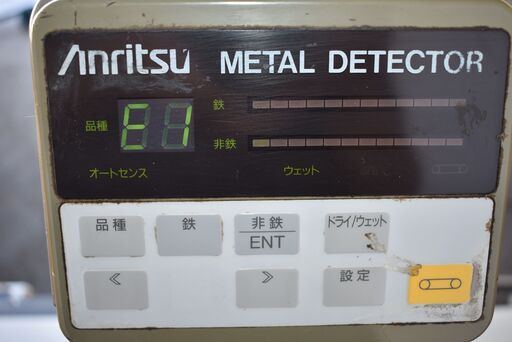 Anritsu METAL DETECTOR
品種 E1 鉄
非鉄
オートセンス ウェット
品種 鉄 非鉄 ドライ/ウェット
ENT
« » 設定